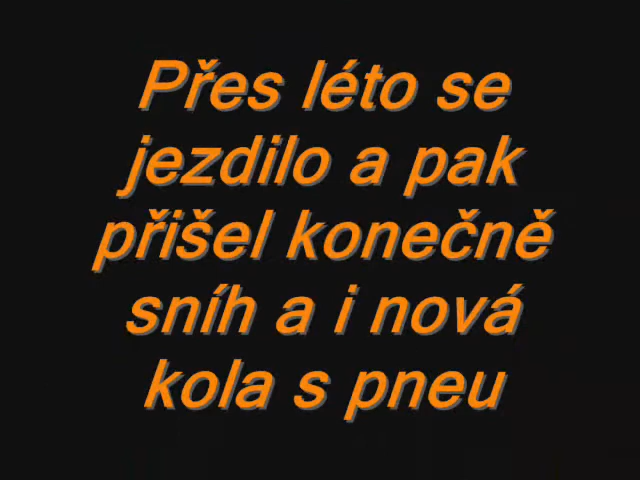 Přes léto se
jezdilo a pak
přišel konečně
sníh a i nová
kola s pneu